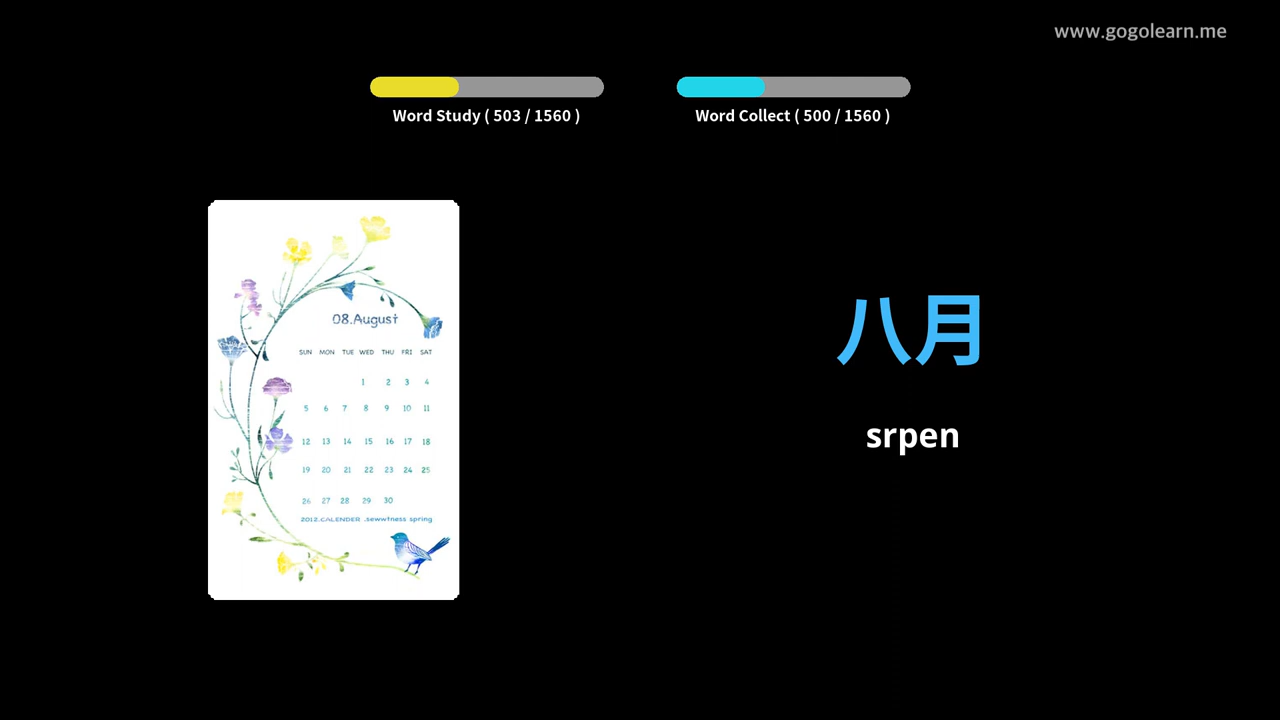 www.gogolearn.me
Word Study ( 503 / 1560 )
Word Collect ( 500 / 1560 )
08.August
SUN MON TUE WED THU FRI SAT
1 2 3 4
5 6 7 8 9 10 11
12 13 14 15 16 17 18
19 20 21 22 23 24 25
26 27 28 29 30
2012.CALENDER .sewwtness spring
八月
srpen